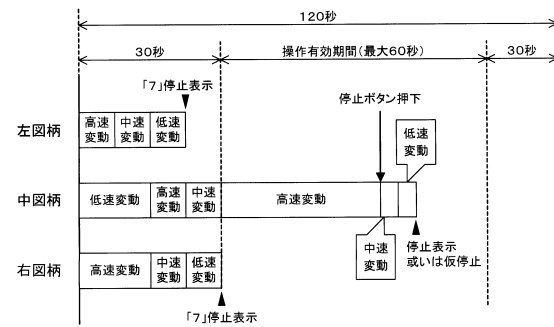 120秒
30秒
操作有効期間(最大60秒)
30秒
「7」停止表示
停止ボタン押下
左図柄
高速
変動
中速
変動
低速
変動
低速
変動
中図柄
低速変動
高速
変動
中速
変動
高速変動
中速
変動
停止表示
或いは仮停止
右図柄
高速変動
中速
変動
低速
変動
「7」停止表示